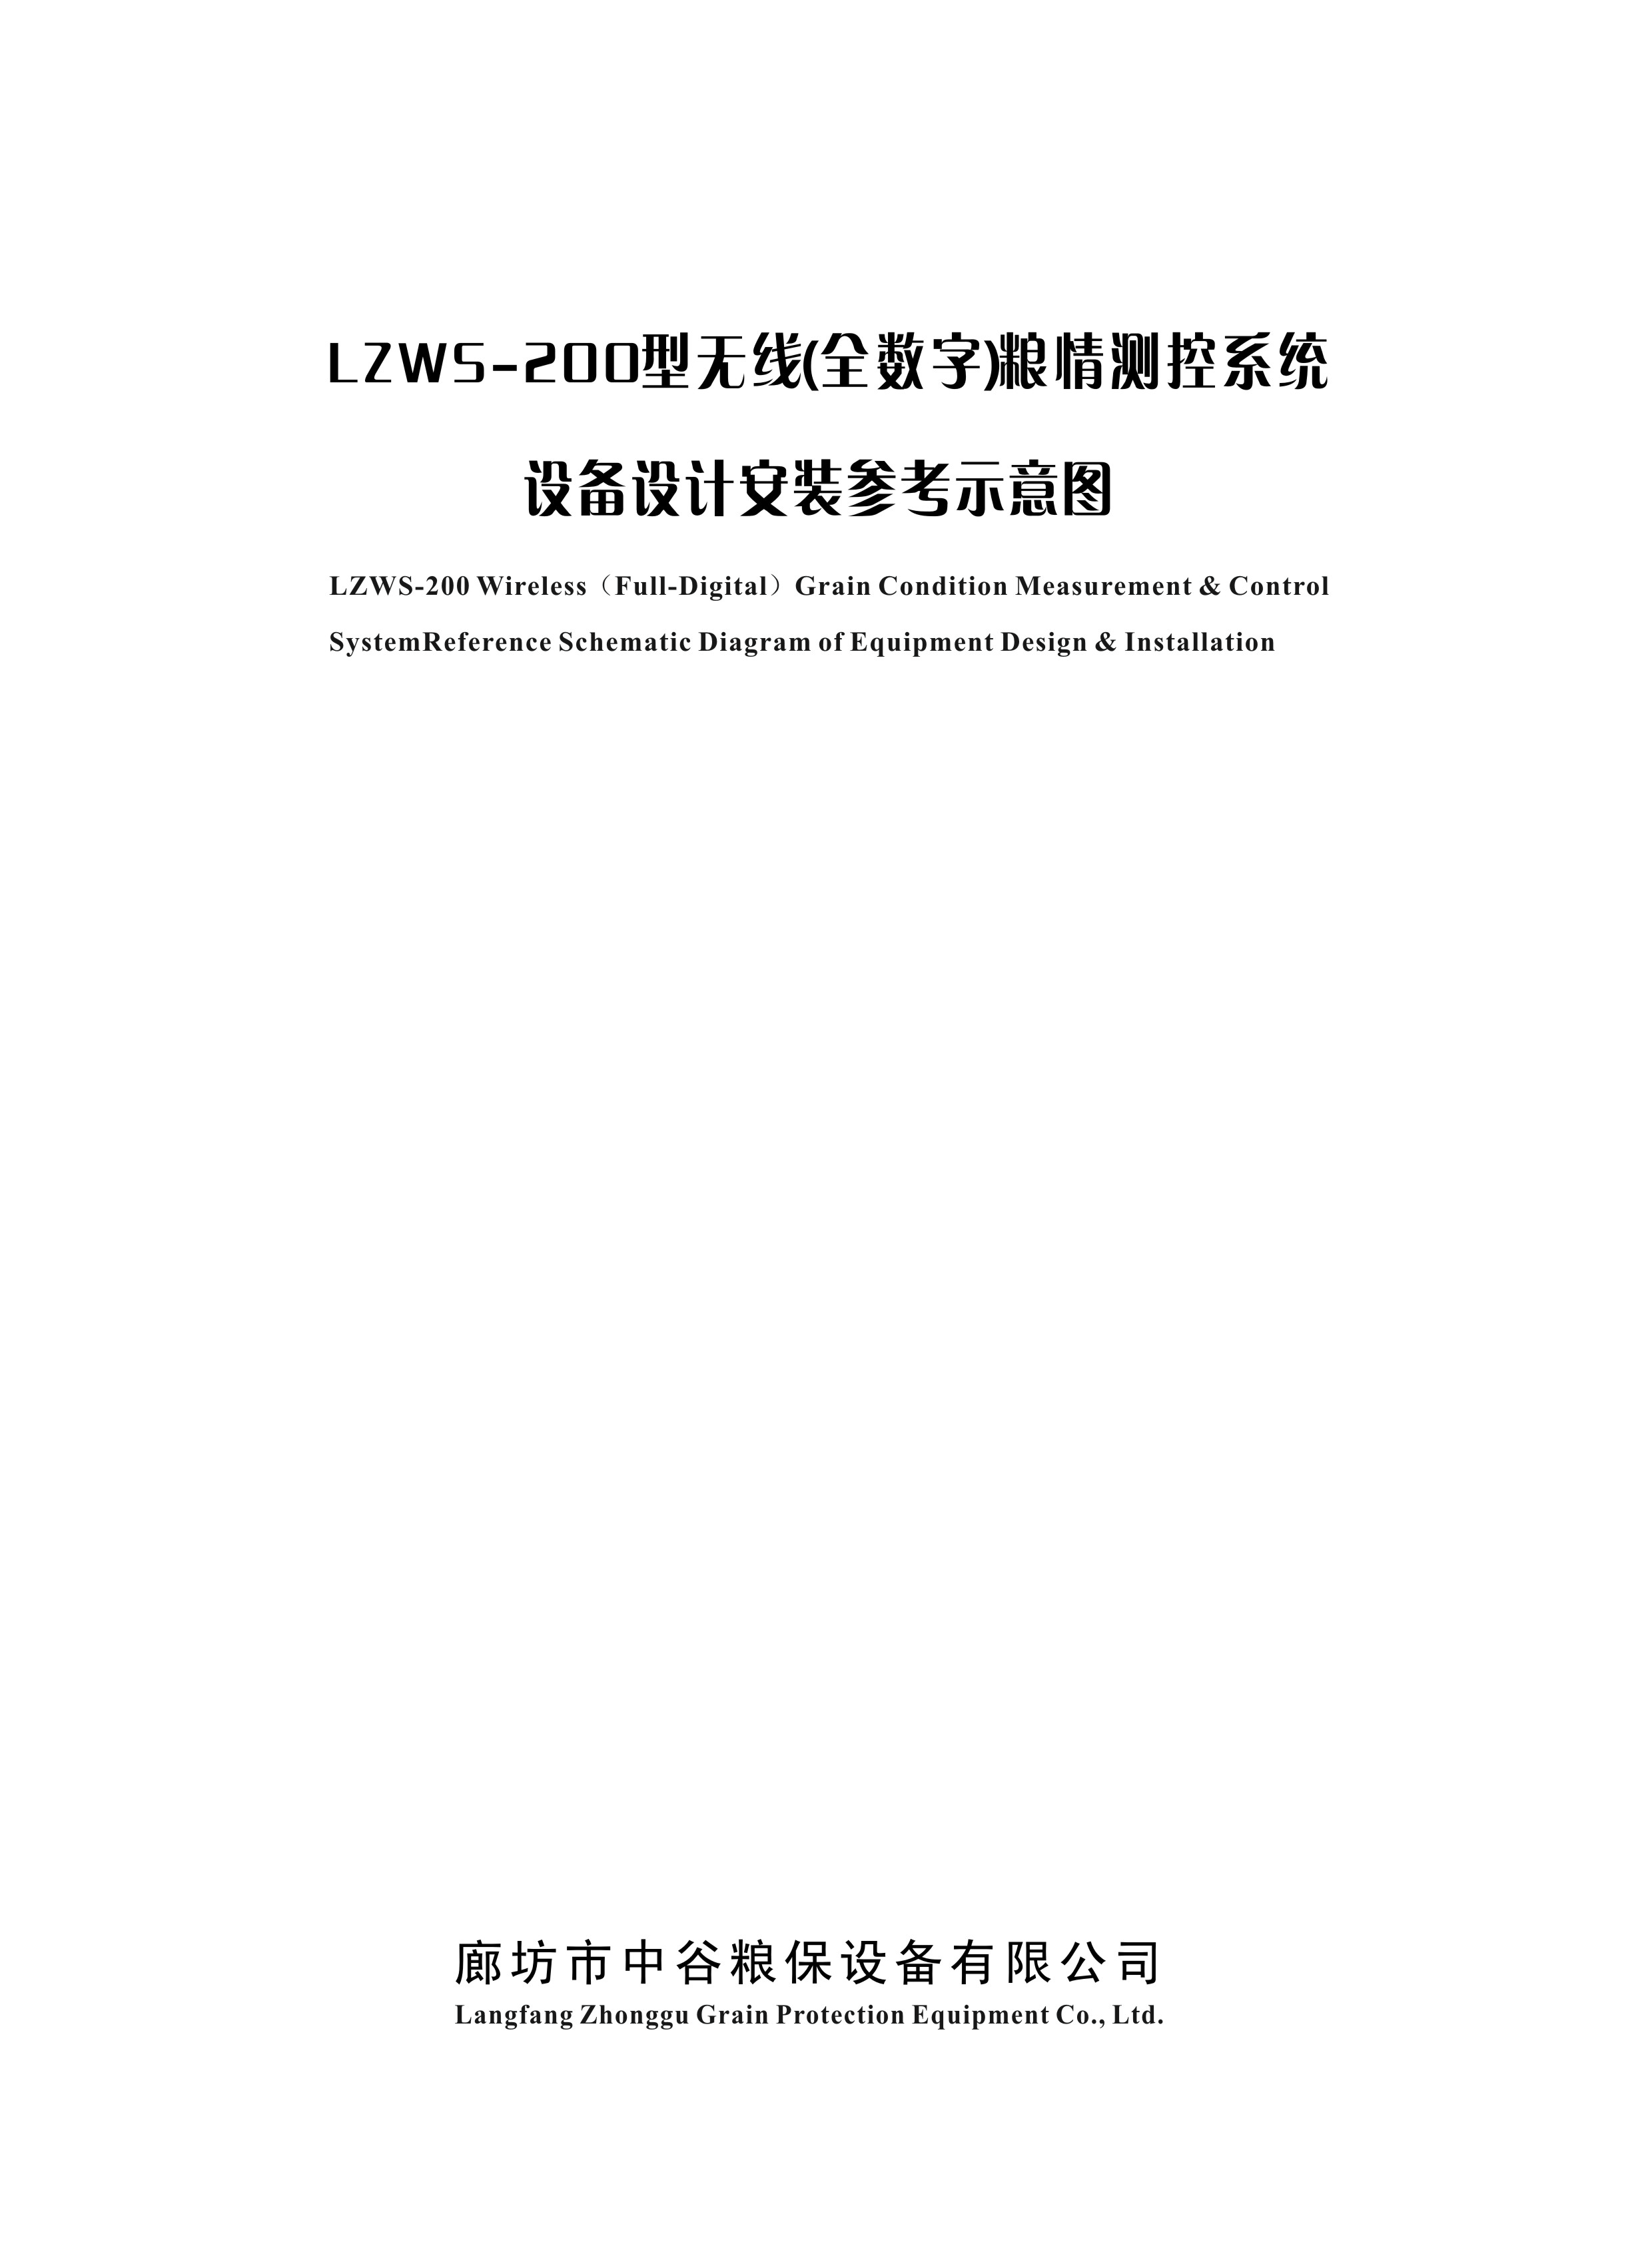 LZWS-200型无线(全数字)粮情测控系统
设备设计安装参考示意图
LZWS-200 Wireless（Full-Digital）Grain Condition Measurement & Control
SystemReference Schematic Diagram of Equipment Design & Installation
廊坊市中谷粮保设备有限公司
Langfang Zhonggu Grain Protection Equipment Co., Ltd.